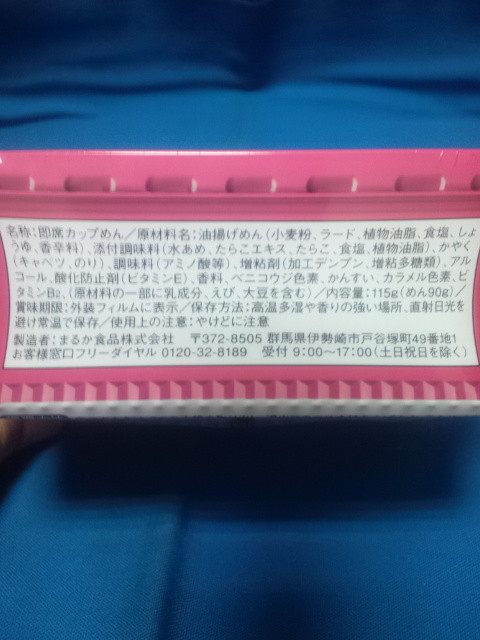 名称:即席カップめん/原材料名:油揚げめん(小麦粉、ラード、植物油脂、食塩、しょ
うゆ、香辛料)、添付調味料(水あめ、たらこエキス、たらこ、食塩、植物油脂)、かやく
(キャベツ、のり)、調味料(アミノ酸等)、増粘剤(加工デンプン、増粘多糖類)、アル
コール、酸化防止剤(ビタミンE)、香料、ベニコウジ色素、かんすい、カラメル色素、ビ
タミンB₂、(原材料の一部に乳成分、えび、大豆を含む)/内容量:115g(めん90g)/
賞味期限:外装フィルムに表示/保存方法:高温多湿や香りの強い場所、直射日光を
避け常温で保存/使用上の注意:やけどに注意
製造者:まるか食品株式会社 〒372-8505 群馬県伊勢崎市戸谷塚町49番地1
お客様窓口フリーダイヤル 0120-32-8189 受付 9:00~17:00(土日祝日を除く)